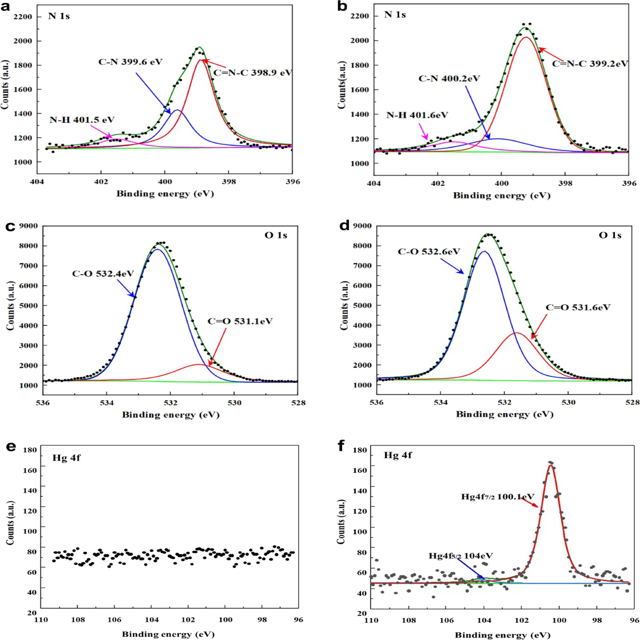 a
N 1s
Counts (a.u.)
2200
2000
1800
1600
1400
1200
1000
C-N 399.6 eV
C=N-C 398.9 eV
N-H 401.5 eV
404 402 400 398 396
Binding energy (eV)
b
N 1s
Counts (a.u.)
2200
2000
1800
1600
1400
1200
1000
C=N-C 399.2eV
C-N 400.2eV
N-H 401.6eV
404 402 400 398 396
Binding energy (eV)
c
O 1s
Counts (a.u.)
9000
8000
7000
6000
5000
4000
3000
2000
1000
C-O 532.4eV
C=O 531.1eV
536 534 532 530 528
Binding energy (eV)
d
O 1s
Counts (a.u.)
9000
8000
7000
6000
5000
4000
3000
2000
1000
C-O 532.6eV
C=O 531.6eV
536 534 532 530 528
Binding energy (eV)
e
Hg 4f
Counts (a.u.)
180
160
140
120
100
80
60
40
20
110 108 106 104 102 100 98 96
Binding energy (eV)
f
Hg 4f
Counts (a.u.)
180
160
140
120
100
80
60
40
20
Hg4f7/2 100.1eV
Hg4f5/2 104eV
110 108 106 104 102 100 98 96
Binding energy (eV)